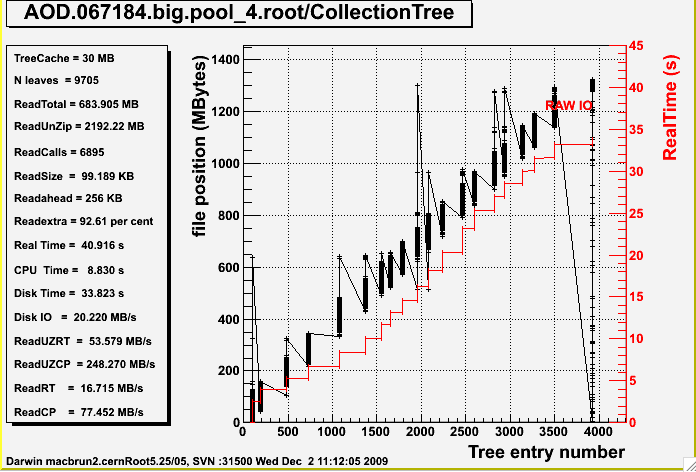 AOD.067184.big.pool_4.root/CollectionTree
TreeCache = 30 MB
N leaves = 9705
ReadTotal = 683.905 MB
ReadUnZip = 2192.22 MB
ReadCalls = 6895
ReadSize = 99.189 KB
Readahead = 256 KB
Readextra = 92.61 per cent
Real Time = 40.916 s
CPU Time = 8.830 s
Disk Time = 33.823 s
Disk IO = 20.220 MB/s
ReadUZRT = 53.579 MB/s
ReadUZCP = 248.270 MB/s
ReadRT = 16.715 MB/s
ReadCP = 77.452 MB/s
file position (MBytes)
1400
1200
1000
800
600
400
200
0
0 500 1000 1500 2000 2500 3000 3500 4000
Tree entry number
RAW IO
45
40
35
30
25
20
15
10
5
0
RealTime (s)
Darwin macbrun2.cernRoot5.25/05, SVN :31500 Wed Dec 2 11:12:05 2009